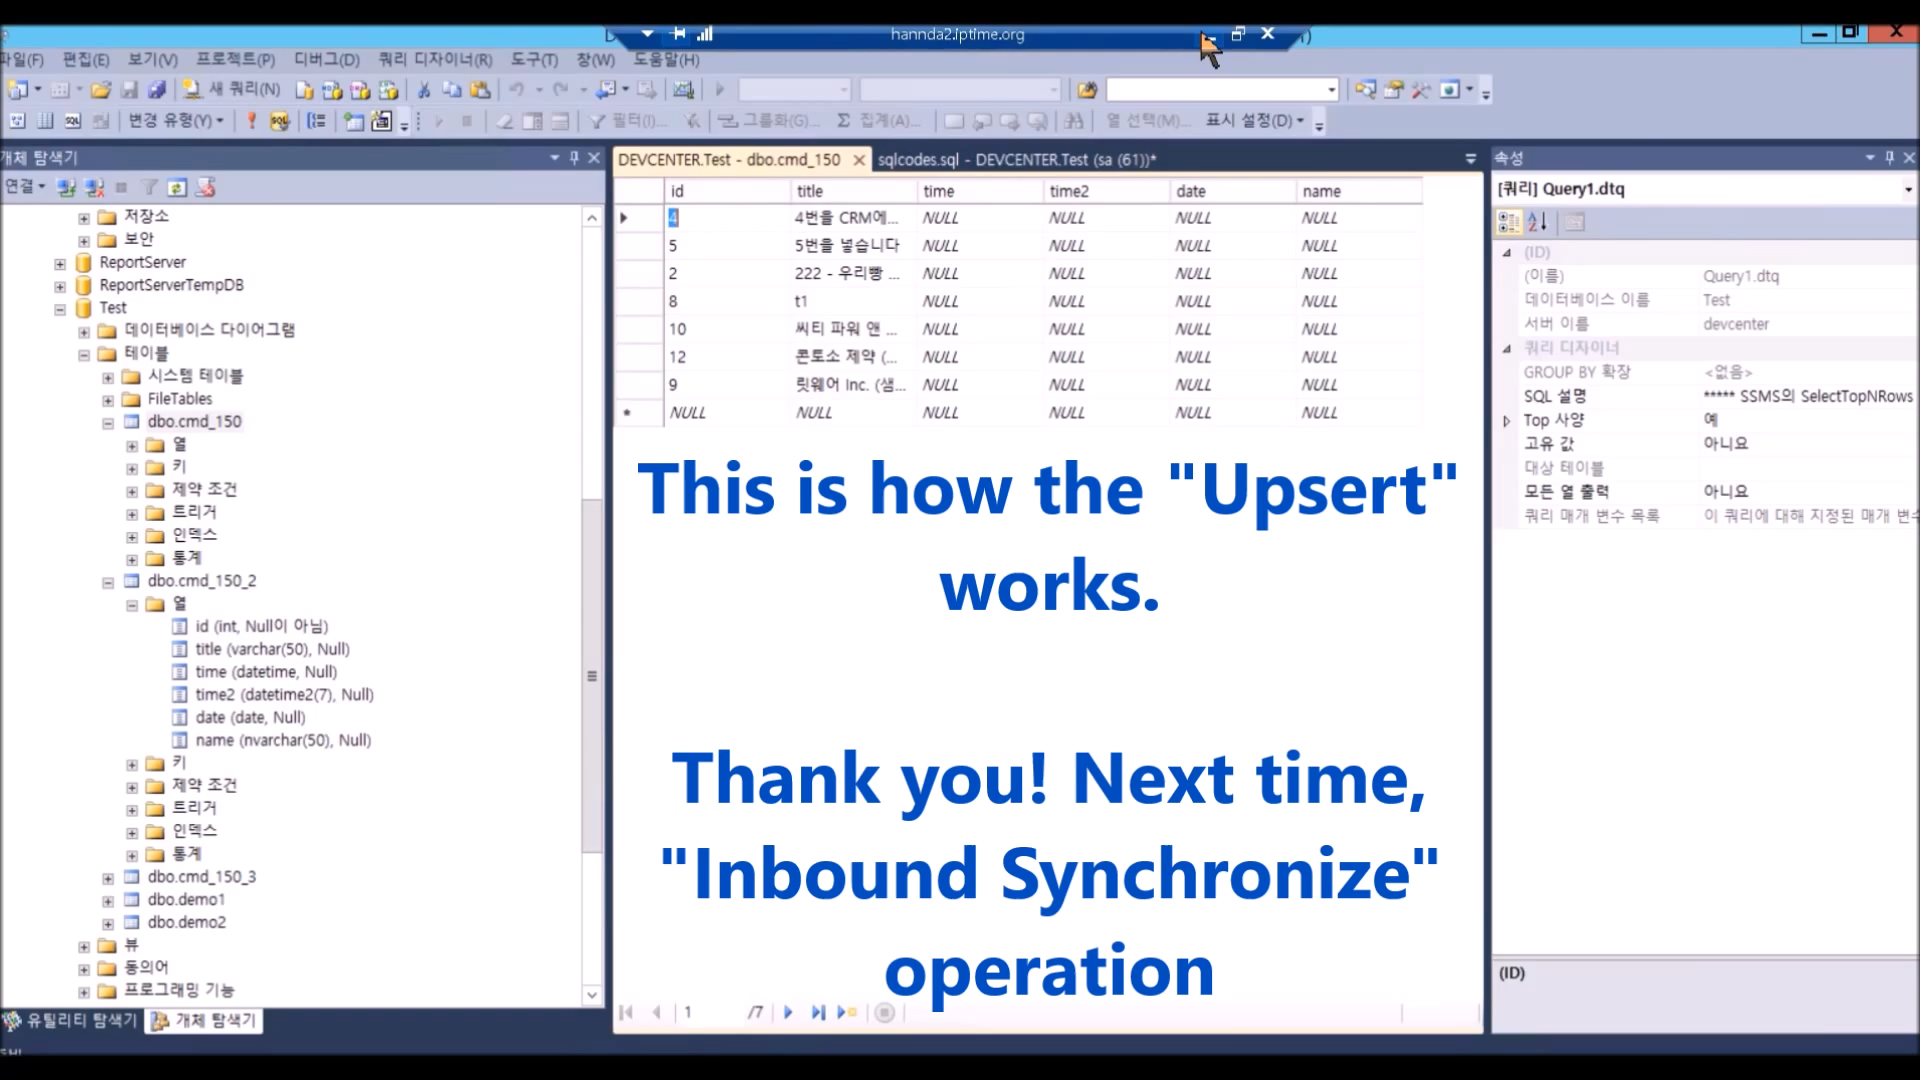 hannda2.iptime.org
파일(F) 편집(E) 보기(V) 프로젝트(P) 디버그(D) 쿼리 디자이너(R) 도구(T) 창(W) 도움말(H)
새 쿼리(N)
변경 유형(Y) 필터(I)... 그룹화(G)... 집계(A)... 열 선택(M)... 표시 설정(D)
개체 탐색기
연결
저장소
보안
ReportServer
ReportServerTempDB
Test
데이터베이스 다이어그램
테이블
시스템 테이블
FileTables
dbo.cmd_150
열
키
제약 조건
트리거
인덱스
통계
dbo.cmd_150_2
열
id (int, Null이 아님)
title (varchar(50), Null)
time (datetime, Null)
time2 (datetime2(7), Null)
date (date, Null)
name (nvarchar(50), Null)
키
제약 조건
트리거
인덱스
통계
dbo.cmd_150_3
dbo.demo1
dbo.demo2
뷰
동의어
프로그래밍 기능
유틸리티 탐색기 개체 탐색기
DEVCENTER.Test - dbo.cmd_150 sqlcodes.sql - DEVCENTER.Test (sa (61))*
id title time time2 date name
4 4번을 CRM에... NULL NULL NULL NULL
5 5번을 넣습니다 NULL NULL NULL NULL
2 222 - 우리빵 ... NULL NULL NULL NULL
8 t1 NULL NULL NULL NULL
10 씨티 파워 앤 ... NULL NULL NULL NULL
12 콘토소 제약 (... NULL NULL NULL NULL
9 릿웨어 Inc. (샘... NULL NULL NULL NULL
* NULL NULL NULL NULL NULL NULL
This is how the "Upsert"
works.
Thank you! Next time,
"Inbound Synchronize"
operation
1 /7
속성
[쿼리] Query1.dtq
(ID)
(이름) Query1.dtq
데이터베이스 이름 Test
서버 이름 devcenter
쿼리 디자이너
GROUP BY 확장 <없음>
SQL 설명 ***** SSMS의 SelectTopNRows
Top 사양 예
고유 값 아니요
대상 테이블
모든 열 출력 아니요
쿼리 매개 변수 목록 이 쿼리에 대해 지정된 매개
(ID)